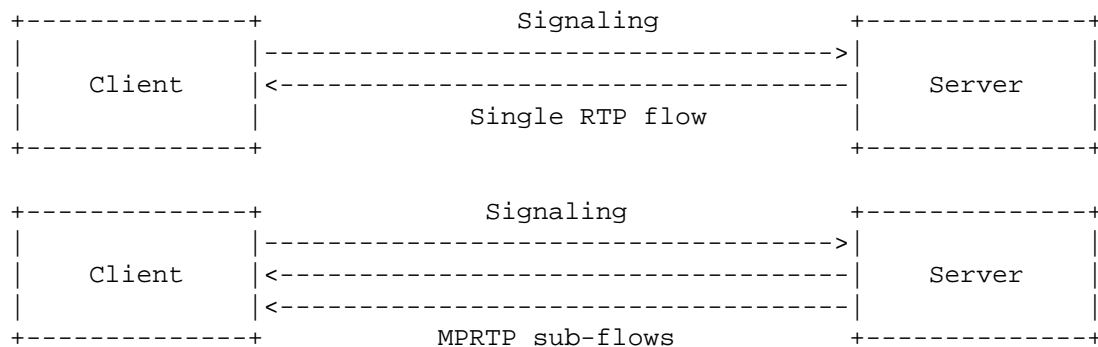 Signaling
Client Server
Single RTP flow
Signaling
Client Server
MPRTP sub-flows